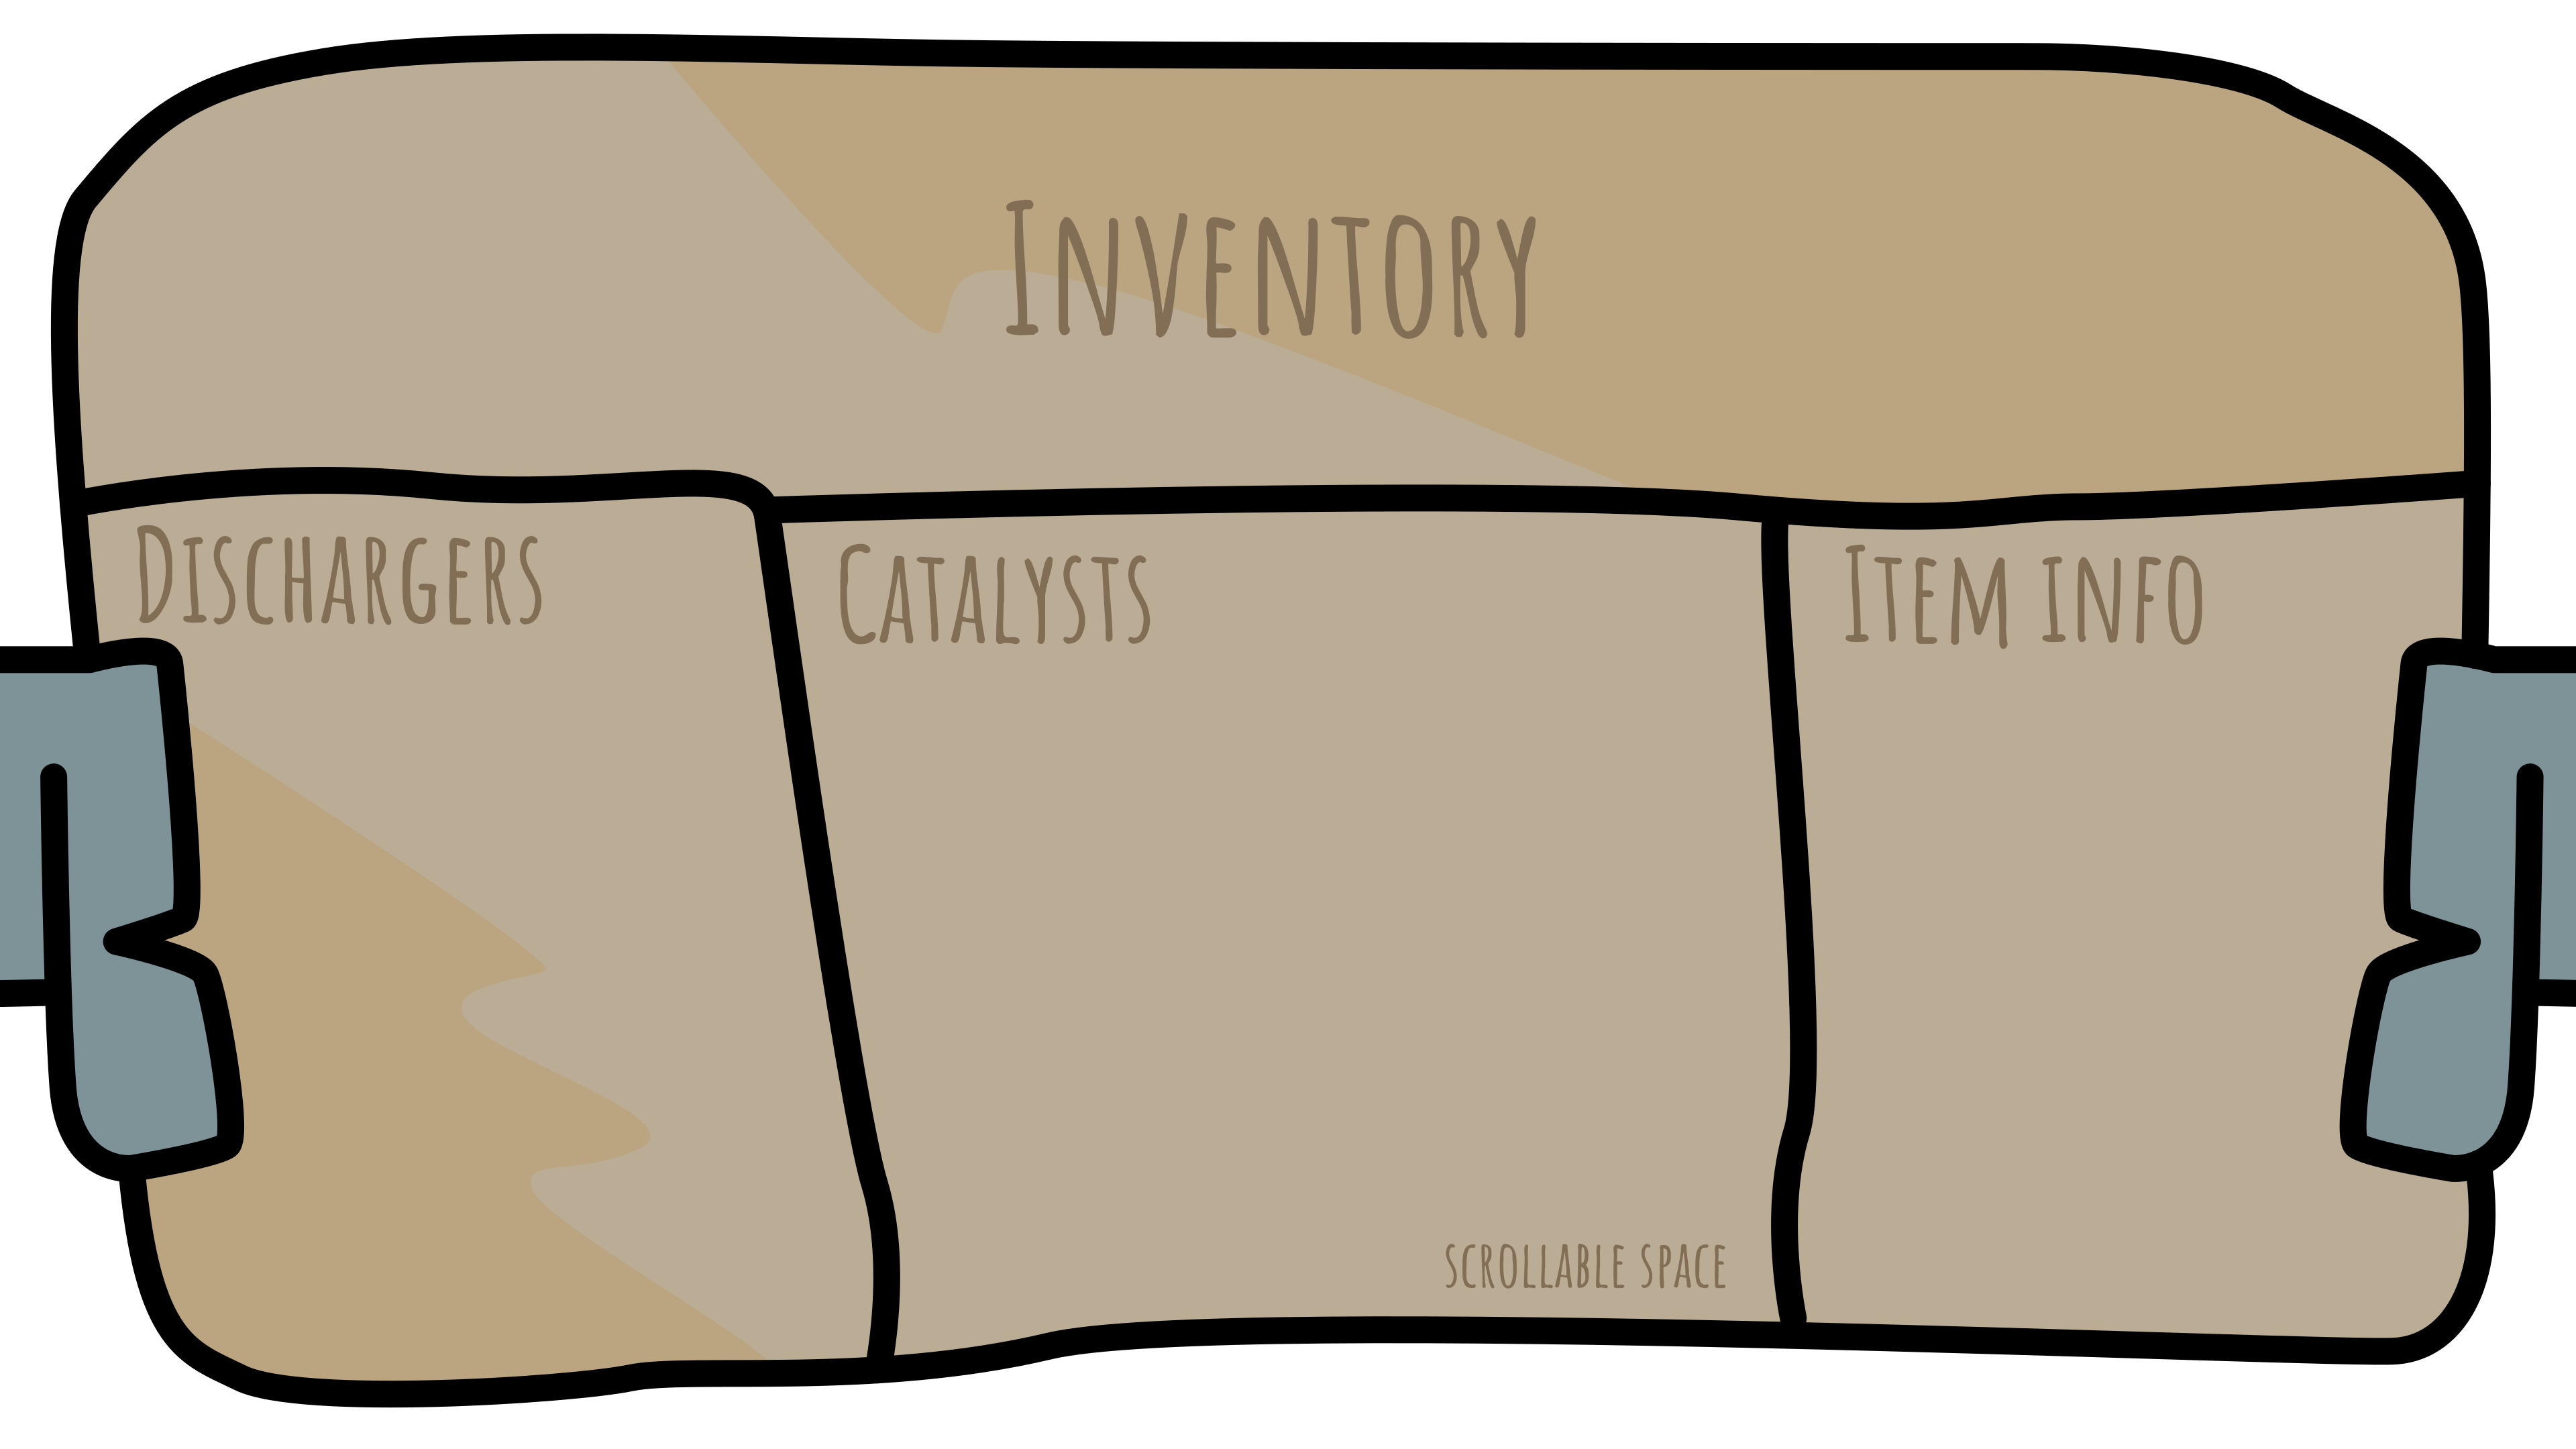 Inventory
Dischargers
Catalysts
Item info
scrollable space